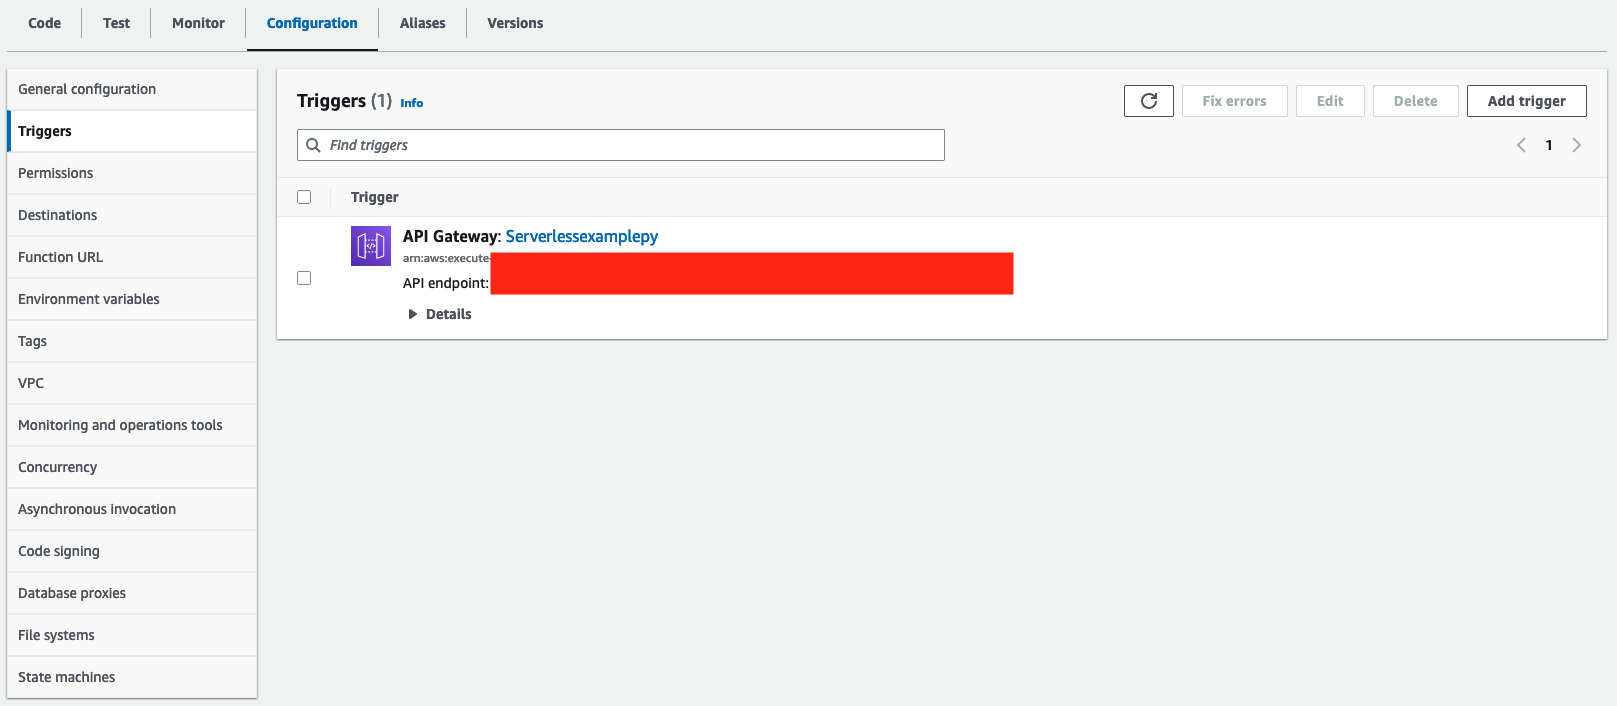 Code
Test
Monitor
Configuration
Aliases
Versions
General configuration
Triggers
Permissions
Destinations
Function URL
Environment variables
Tags
VPC
Monitoring and operations tools
Concurrency
Asynchronous invocation
Code signing
Database proxies
File systems
State machines
Triggers (1) Info
Fix errors
Edit
Delete
Add trigger
Find triggers
1
Trigger
API Gateway: Serverlessexamplepy
arn:aws:execute-
API endpoint:
Details